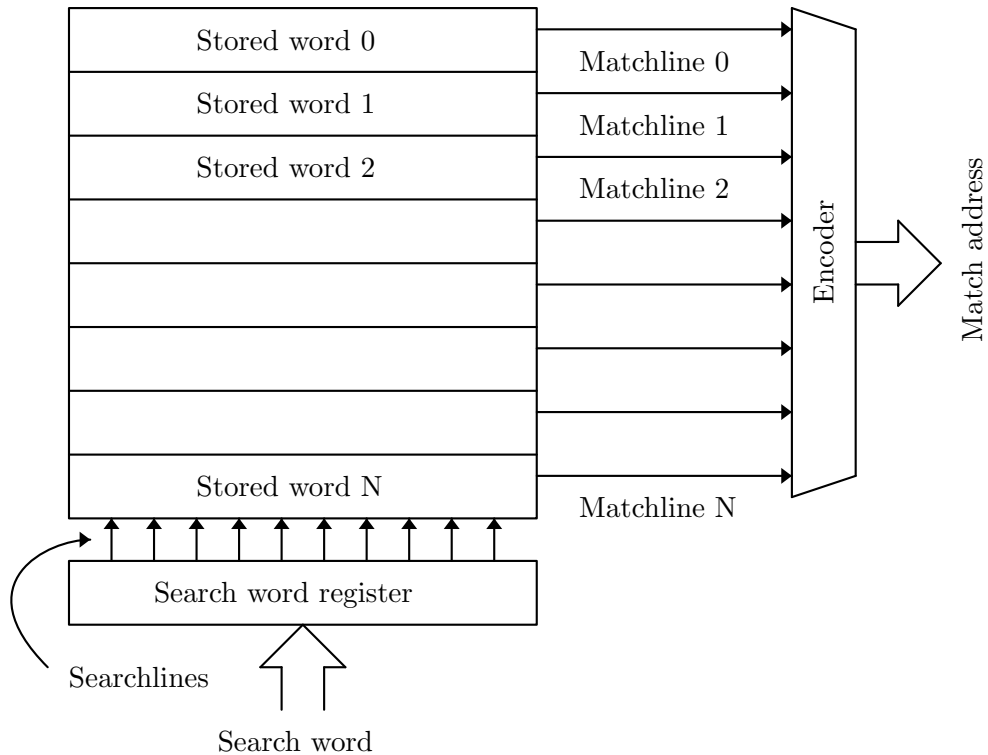 Stored word 0
Matchline 0
Stored word 1
Matchline 1
Stored word 2
Matchline 2
Encoder
Match address
Stored word N
Matchline N
Search word register
Searchlines
Search word